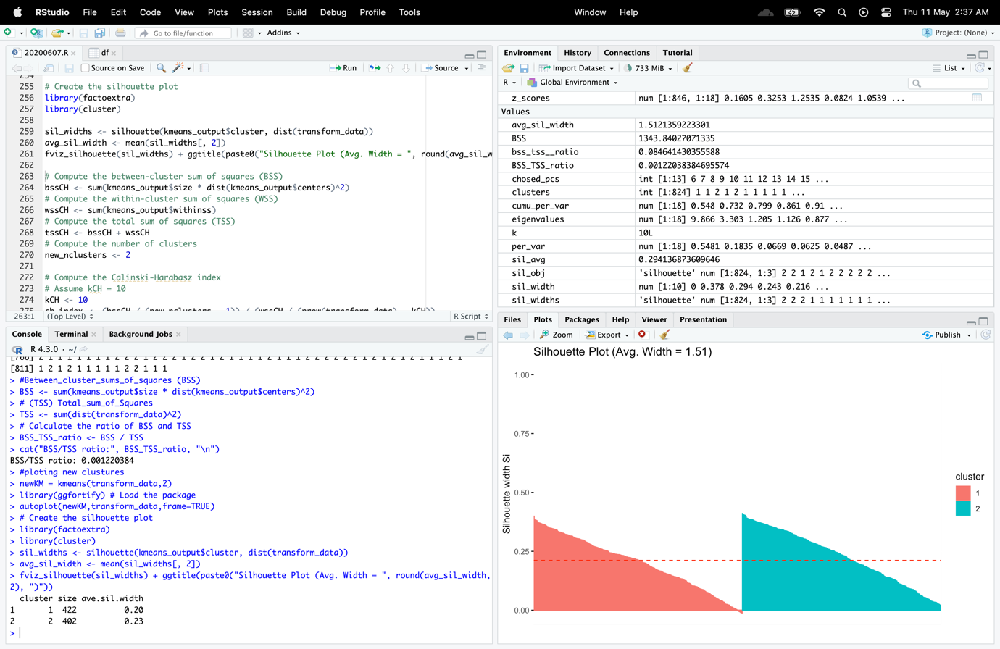 RStudio File Edit Code View Plots Session Build Debug Profile Tools Window Help Thu 11 May 2:37 AM
Go to file/function Addins Project: (None)
20200607.R df
Source on Save Run Source
255 # Create the silhouette plot
256 library(factoextra)
257 library(cluster)
258
259 sil_widths <- silhouette(kmeans_output$cluster, dist(transform_data))
260 avg_sil_width <- mean(sil_widths[, 2])
261 fviz_silhouette(sil_widths) + ggtitle(paste0("Silhouette Plot (Avg. Width = ", round(avg_sil_w
262
263 # Compute the between-cluster sum of squares (BSS)
264 bssCH <- sum(kmeans_output$size * dist(kmeans_output$centers)^2)
265 # Compute the within-cluster sum of squares (WSS)
266 wssCH <- sum(kmeans_output$withinss)
267 # Compute the total sum of squares (TSS)
268 tssCH <- bssCH + wssCH
269 # Compute the number of clusters
270 new_nclusters <- 2
271
272 # Compute the Calinski-Harabasz index
273 # Assume kCH = 10
274 kCH <- 10
275 ch_index <- (bssCH / (new_nclusters - 1)) / (wssCH / (nrow(transform_data) - kCH))
263:1 (Top Level) R Script
Console Terminal Background Jobs
R 4.3.0 · ~/
[811] 1 2 1 2 1 1 1 1 1 2 2 1 1 1
> #Between_cluster_sums_of_squares (BSS)
> BSS <- sum(kmeans_output$size * dist(kmeans_output$centers)^2)
> # (TSS) Total_sum_of_Squares
> TSS <- sum(dist(transform_data)^2)
> # Calculate the ratio of BSS and TSS
> BSS_TSS_ratio <- BSS / TSS
> cat("BSS/TSS ratio:", BSS_TSS_ratio, "\n")
BSS/TSS ratio: 0.001220384
> #ploting new clustures
> newKM = kmeans(transform_data,2)
> library(ggfortify) # Load the package
> autoplot(newKM,transform_data,frame=TRUE)
> # Create the silhouette plot
> library(factoextra)
> library(cluster)
> sil_widths <- silhouette(kmeans_output$cluster, dist(transform_data))
> avg_sil_width <- mean(sil_widths[, 2])
> fviz_silhouette(sil_widths) + ggtitle(paste0("Silhouette Plot (Avg. Width = ", round(avg_sil_width,
2), ")"))
cluster size ave.sil.width
1 1 422 0.20
2 2 402 0.23
>
Environment History Connections Tutorial
Import Dataset 733 MiB List
R Global Environment
z_scores num [1:846, 1:18] 0.1605 0.3253 1.2535 0.0824 1.0539 ...
Values
avg_sil_width 1.5121359223301
BSS 1343.84027071335
bss_tss__ratio 0.084641430355588
BSS_TSS_ratio 0.00122038384695574
chosed_pcs int [1:13] 6 7 8 9 10 11 12 13 14 15 ...
clusters int [1:824] 1 1 2 1 2 1 1 1 1 1 ...
cumu_per_var num [1:18] 0.548 0.732 0.799 0.861 0.91 ...
eigenvalues num [1:18] 9.866 3.303 1.205 1.126 0.877 ...
k 10L
per_var num [1:18] 0.5481 0.1835 0.0669 0.0625 0.0487 ...
sil_avg 0.294136873609646
sil_obj 'silhouette' num [1:824, 1:3] 2 2 1 2 1 2 2 2 2 2 ...
sil_width num [1:10] 0 0.378 0.294 0.243 0.216 ...
sil_widths 'silhouette' num [1:824, 1:3] 2 2 2 1 1 1 1 1 1 1 ...
Files Plots Packages Help Viewer Presentation
Zoom Export Publish
Silhouette Plot (Avg. Width = 1.51)
1.00
0.75
0.50
0.25
0.00
Silhouette width Si
cluster
1
2